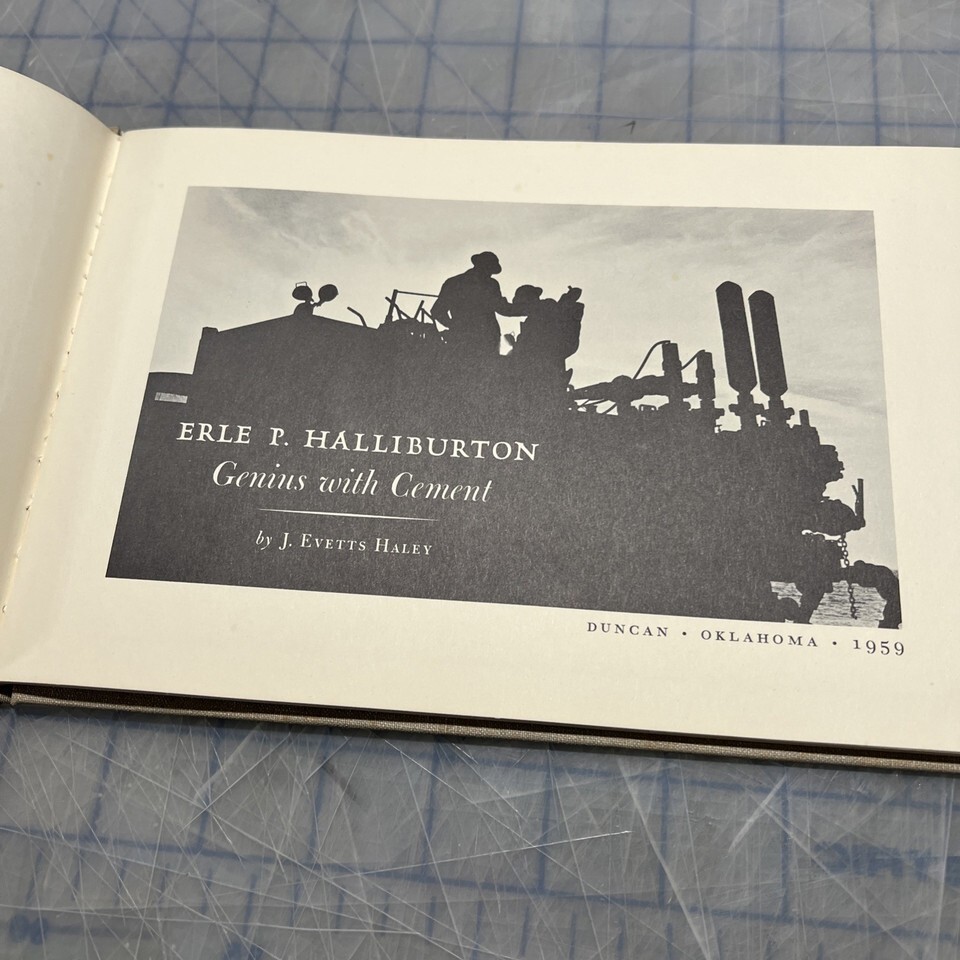 ERLE P. HALLIBURTON
Genius with Cement
by J. EVETTS HALEY
DUNCAN • OKLAHOMA • 1959